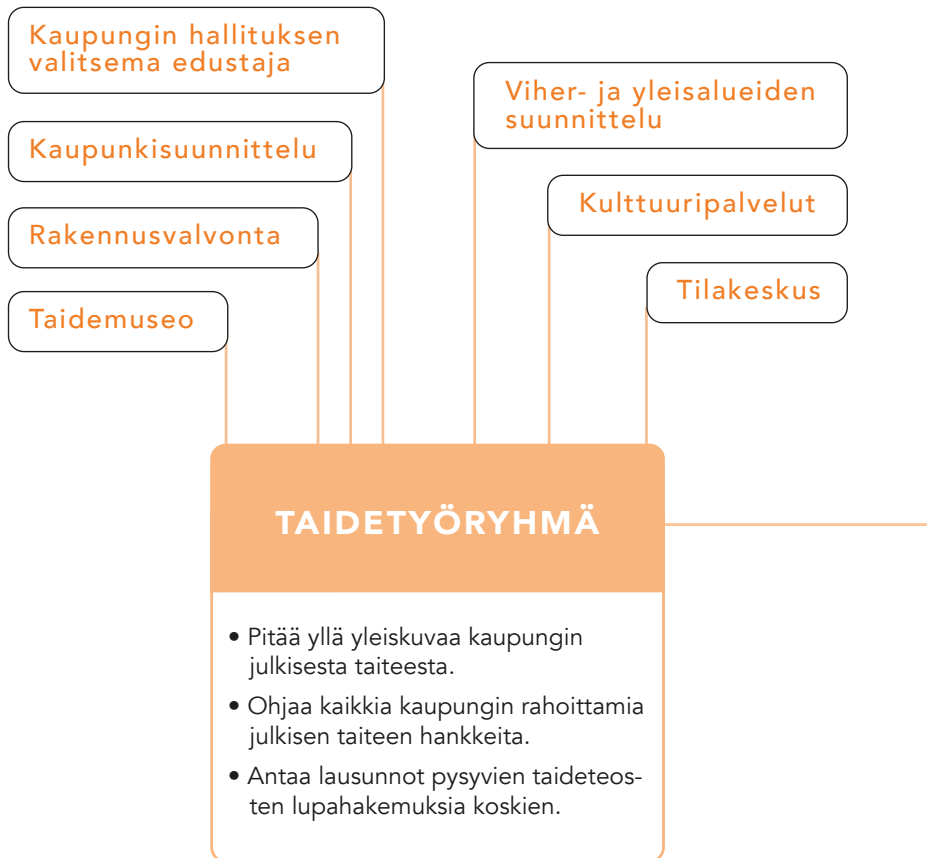 Kaupungin hallituksen
valitsema edustaja
Kaupunkisuunnittelu
Rakennusvalvonta
Taidemuseo
Viher- ja yleisalueiden
suunnittelu
Kulttuuripalvelut
Tilakeskus
TAIDETYÖRYHMÄ
• Pitää yllä yleiskuvaa kaupungin
julkisesta taiteesta.
• Ohjaa kaikkia kaupungin rahoittamia
julkisen taiteen hankkeita.
• Antaa lausunnot pysyvien taideteos-
ten lupahakemuksia koskien.